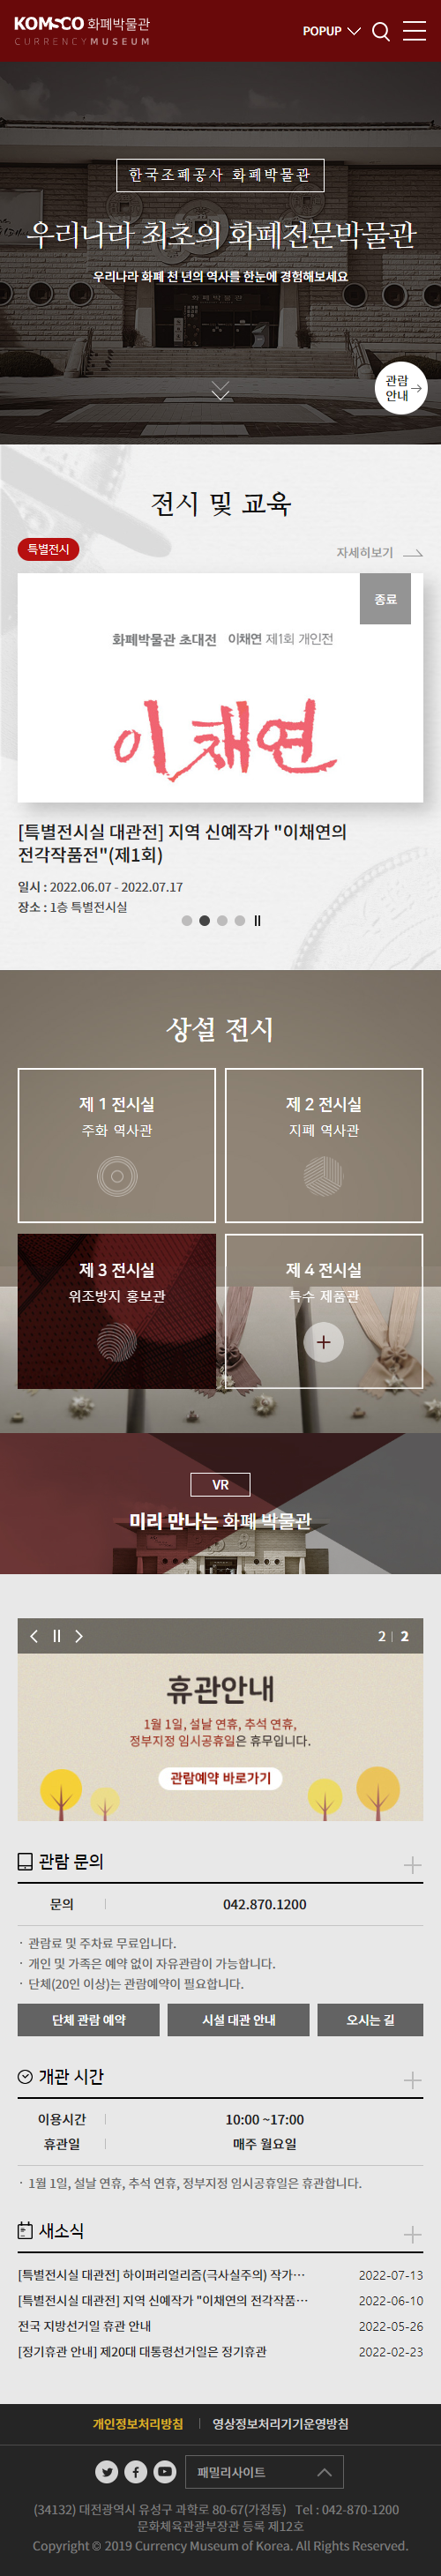 KOMSCO 화폐박물관
CURRENCY MUSEUM
POPUP
한국조폐공사 화폐박물관
우리나라 최초의 화폐전문박물관
우리나라 화폐 천 년의 역사를 한눈에 경험해보세요
관람
안내
전시 및 교육
특별전시
자세히보기
종료
화폐박물관 초대전 이채연 제1회 개인전
이채연
[특별전시실 대관전] 지역 신예작가 "이채연의
전각작품전"(제1회)
일시 : 2022.06.07 - 2022.07.17
장소 : 1층 특별전시실
상설 전시
제 1 전시실
주화 역사관
제 2 전시실
지폐 역사관
제 3 전시실
위조방지 홍보관
제 4 전시실
특수 제품관
VR
미리 만나는 화폐 박물관
2 | 2
휴관안내
1월 1일, 설날 연휴, 추석 연휴,
정부지정 임시공휴일은 휴무입니다.
관람예약 바로가기
관람 문의
문의 042.870.1200
· 관람료 및 주차료 무료입니다.
· 개인 및 가족은 예약 없이 자유관람이 가능합니다.
· 단체(20인 이상)는 관람예약이 필요합니다.
단체 관람 예약
시설 대관 안내
오시는 길
개관 시간
이용시간 10:00 ~17:00
휴관일 매주 월요일
· 1월 1일, 설날 연휴, 추석 연휴, 정부지정 임시공휴일은 휴관합니다.
새소식
[특별전시실 대관전] 하이퍼리얼리즘(극사실주의) 작가… 2022-07-13
[특별전시실 대관전] 지역 신예작가 "이채연의 전각작품… 2022-06-10
전국 지방선거일 휴관 안내 2022-05-26
[정기휴관 안내] 제20대 대통령선거일은 정기휴관 2022-02-23
개인정보처리방침
영상정보처리기기운영방침
패밀리사이트
(34132) 대전광역시 유성구 과학로 80-67(가정동) Tel : 042-870-1200
문화체육관광부장관 등록 제12호
Copyright © 2019 Currency Museum of Korea. All Rights Reserved.